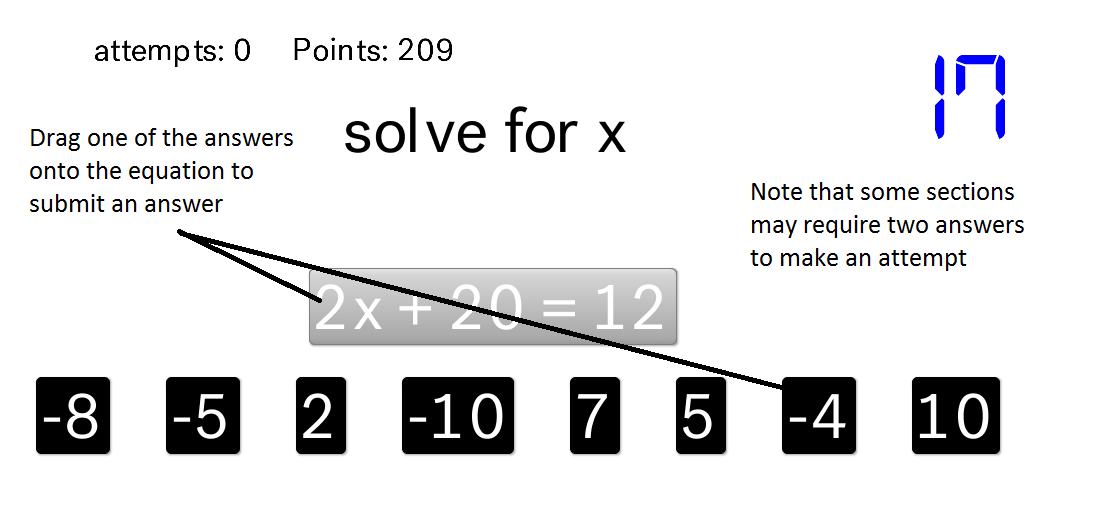 attempts: 0 Points: 209
17
solve for x
Drag one of the answers
onto the equation to
submit an answer
Note that some sections
may require two answers
to make an attempt
2x + 20 = 12
-8 -5 2 -10 7 5 -4 10